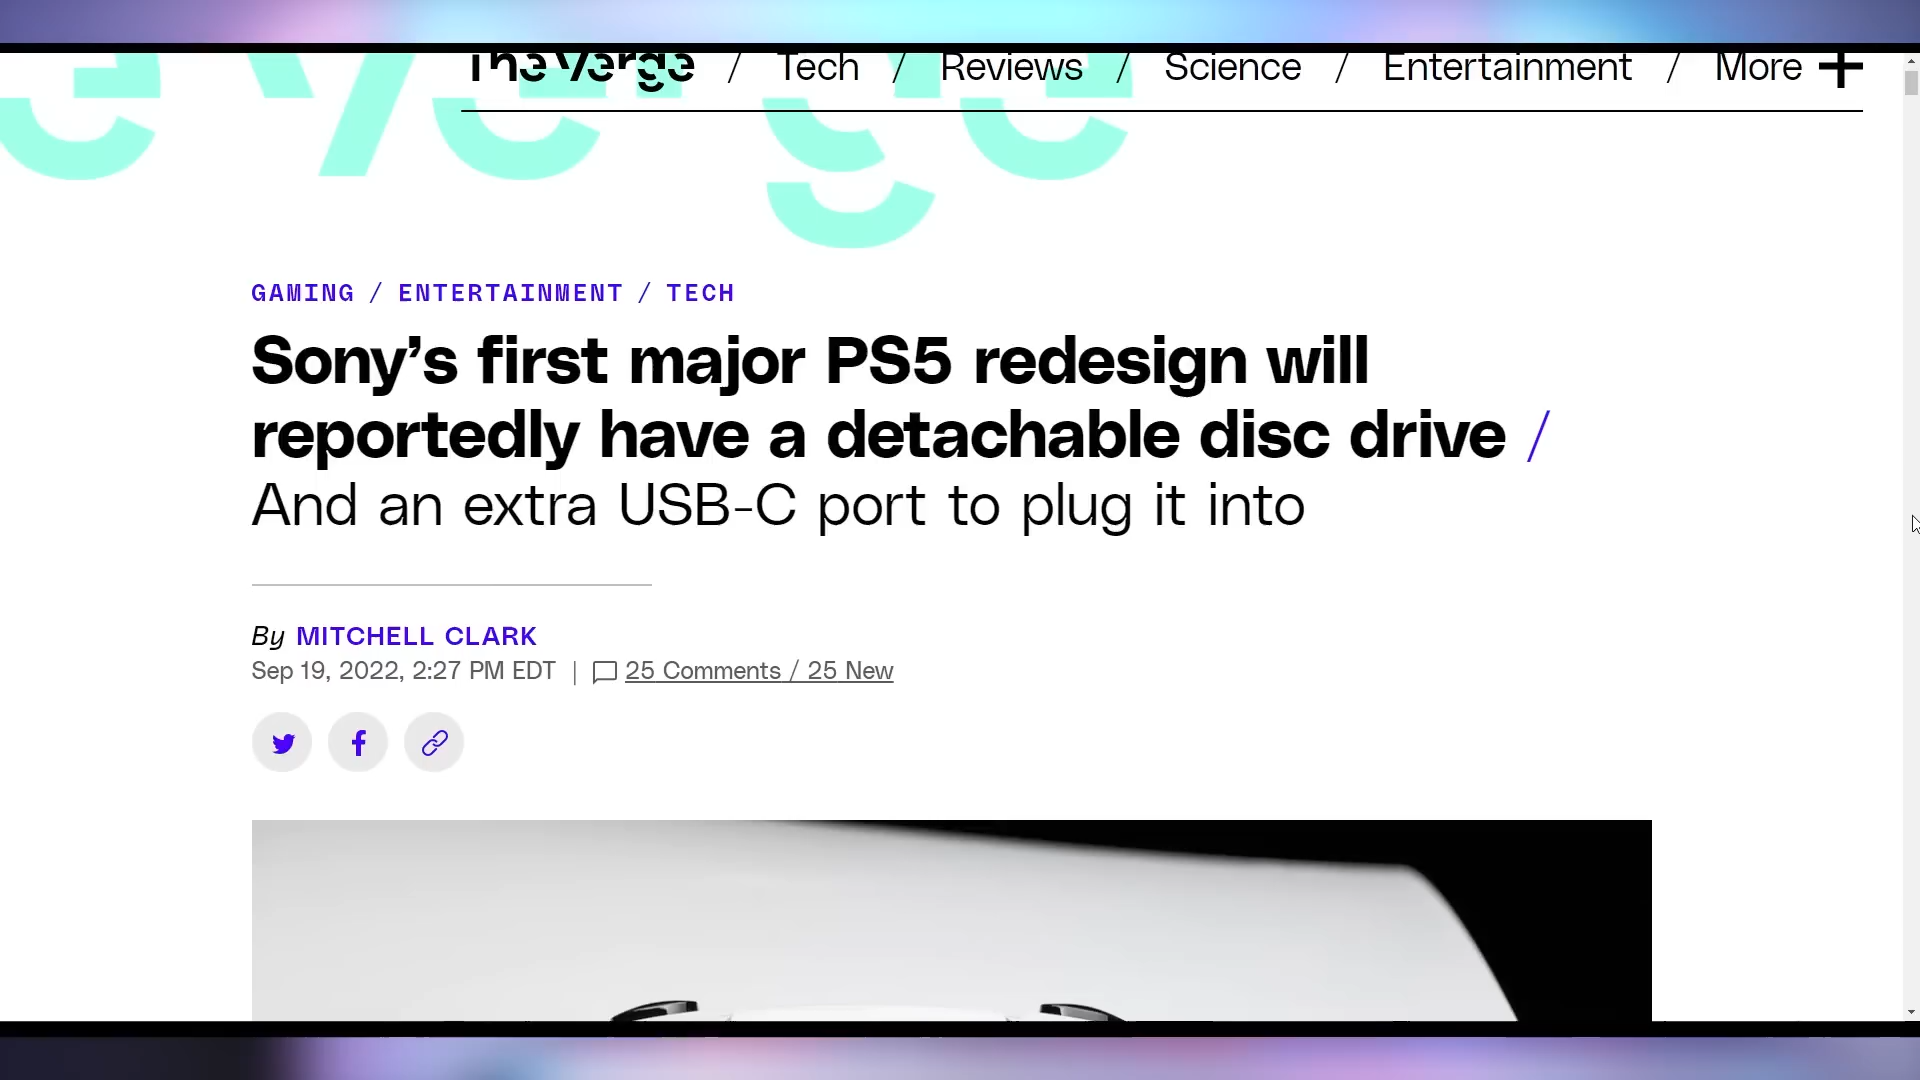 The Verge / Tech / Reviews / Science / Entertainment / More +
GAMING / ENTERTAINMENT / TECH
Sony’s first major PS5 redesign will
reportedly have a detachable disc drive /
And an extra USB-C port to plug it into
By MITCHELL CLARK
Sep 19, 2022, 2:27 PM EDT | 25 Comments / 25 New